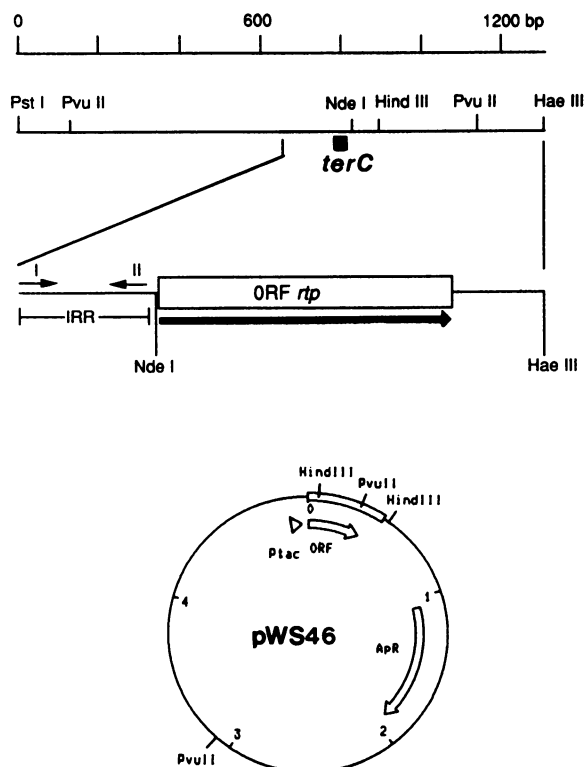 0 600 1200 bp
Pst I Pvu II Nde I Hind III Pvu II Hae III
terC
I II
0RF rtp
IRR
Nde I Hae III
HindIII
PvuII
HindIII
0
Ptac ORF
1
4
pWS46
ApR
PvuII
3
2